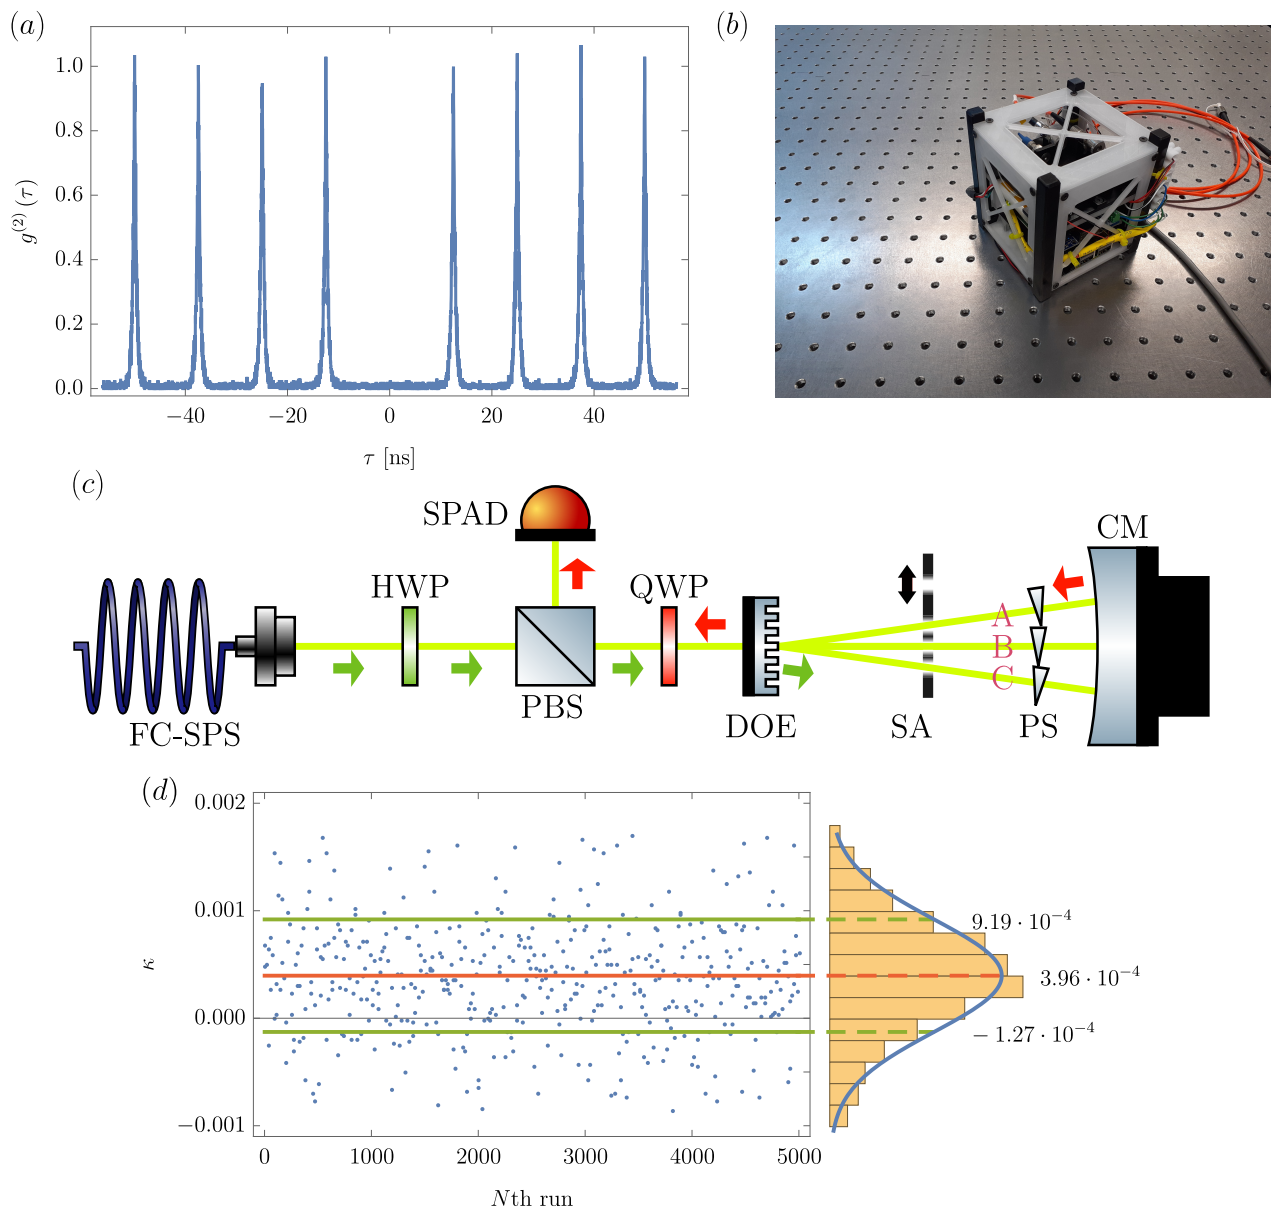 (a)
1.0
0.8
0.6
0.4
0.2
0.0
g(2)(τ)
−40 −20 0 20 40
τ [ns]
(b)
(c)
SPAD
CM
HWP
QWP
A
B
C
FC-SPS
PBS
DOE
SA
PS
(d)
0.002
0.001
0.000
−0.001
κ
0 1000 2000 3000 4000 5000
Nth run
9.19 · 10⁻⁴
3.96 · 10⁻⁴
− 1.27 · 10⁻⁴